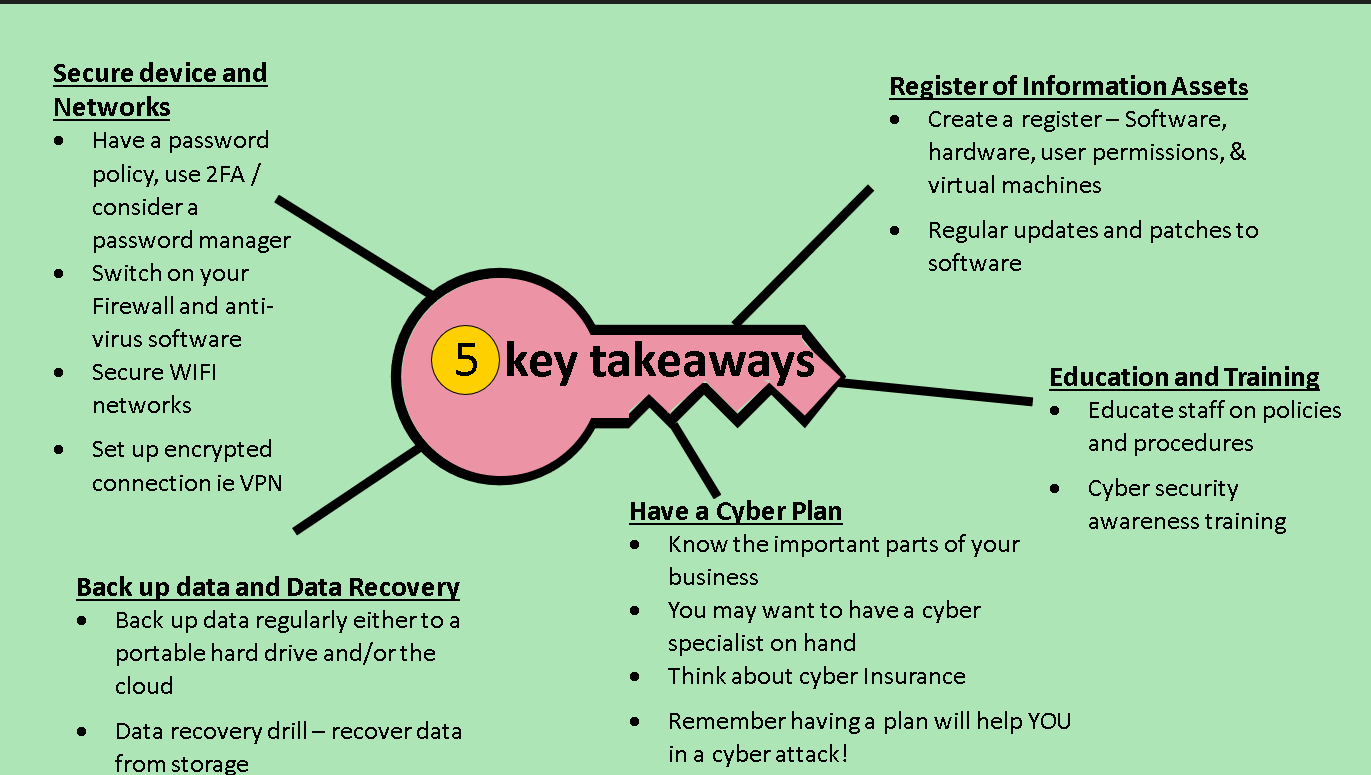 Secure device and
Networks
• Have a password
policy, use 2FA /
consider a
password manager
• Switch on your
Firewall and anti-
virus software
• Secure WIFI
networks
• Set up encrypted
connection ie VPN
Register of Information Assets
• Create a register – Software,
hardware, user permissions, &
virtual machines
• Regular updates and patches to
software
5 key takeaways
Education and Training
• Educate staff on policies
and procedures
• Cyber security
awareness training
Back up data and Data Recovery
• Back up data regularly either to a
portable hard drive and/or the
cloud
• Data recovery drill – recover data
from storage
Have a Cyber Plan
• Know the important parts of your
business
• You may want to have a cyber
specialist on hand
• Think about cyber Insurance
• Remember having a plan will help YOU
in a cyber attack!